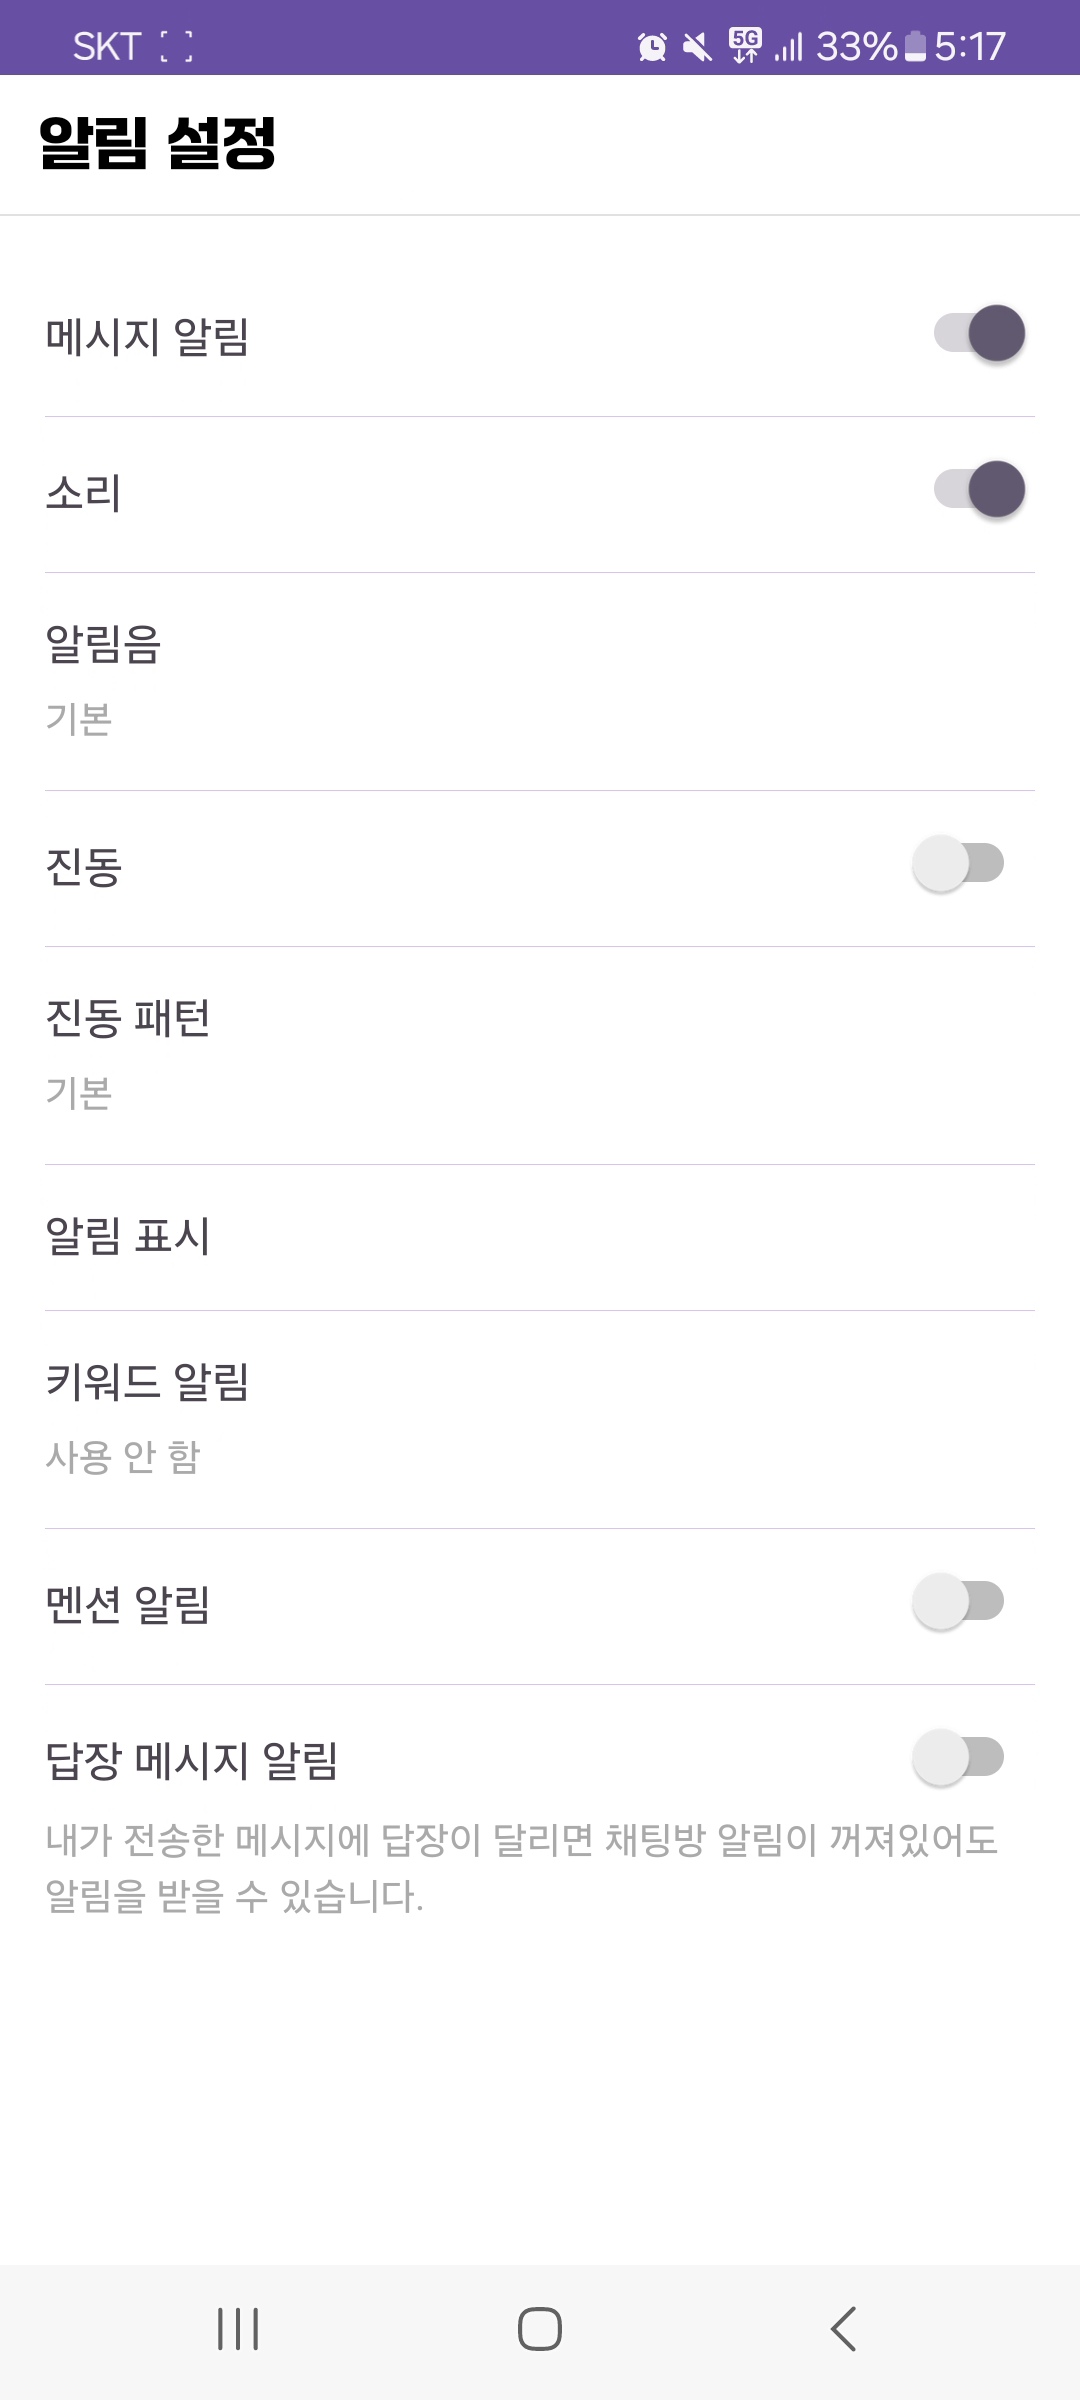 SKT 5G 33% 5:17
알림 설정
메시지 알림
소리
알림음
기본
진동
진동 패턴
기본
알림 표시
키워드 알림
사용 안 함
멘션 알림
답장 메시지 알림
내가 전송한 메시지에 답장이 달리면 채팅방 알림이 꺼져있어도
알림을 받을 수 있습니다.